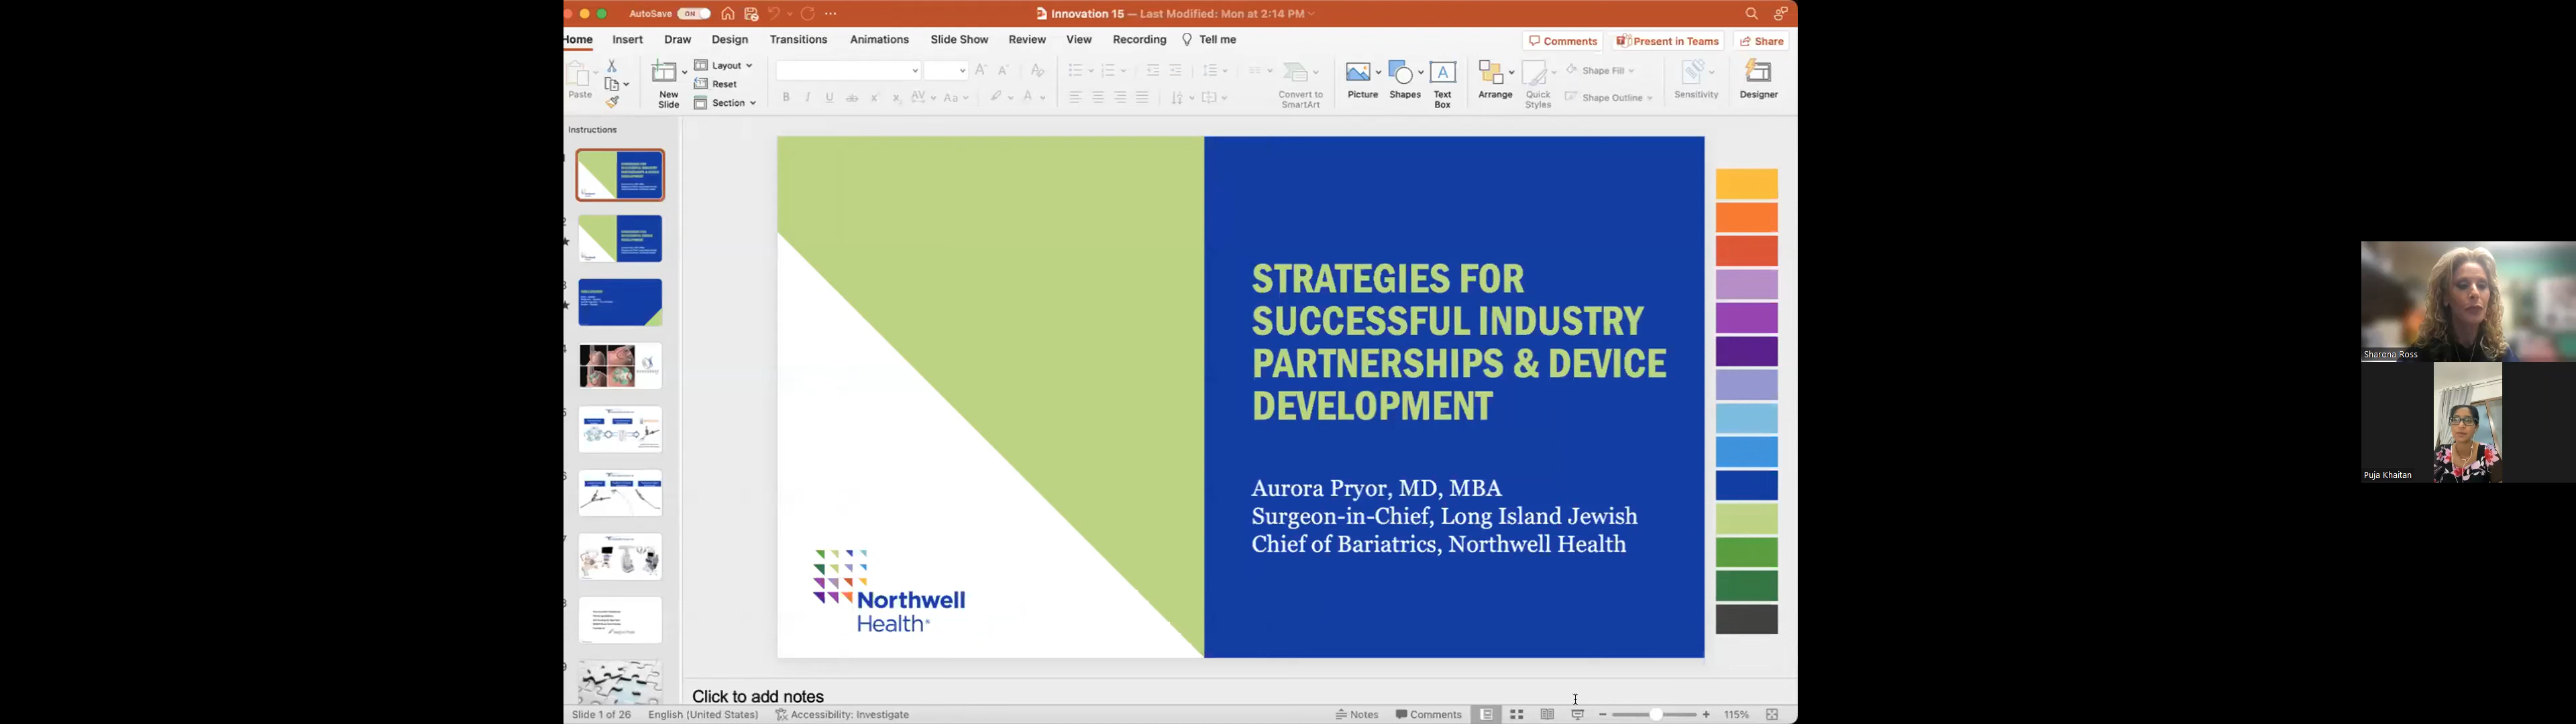 AutoSave ON
Innovation 15 — Last Modified: Mon at 2:14 PM
Home Insert Draw Design Transitions Animations Slide Show Review View Recording Tell me
Comments Present in Teams Share
Paste
New Slide
Layout
Reset
Section
Convert to SmartArt
Picture
Shapes
Text Box
Arrange
Quick Styles
Shape Fill
Shape Outline
Sensitivity
Designer
Instructions
STRATEGIES FOR
SUCCESSFUL INDUSTRY
PARTNERSHIPS & DEVICE
DEVELOPMENT
Aurora Pryor, MD, MBA
Surgeon-in-Chief, Long Island Jewish
Chief of Bariatrics, Northwell Health
Northwell
Health®
Sharona Ross
Puja Khaitan
Click to add notes
Slide 1 of 26 English (United States) Accessibility: Investigate Notes Comments 115%